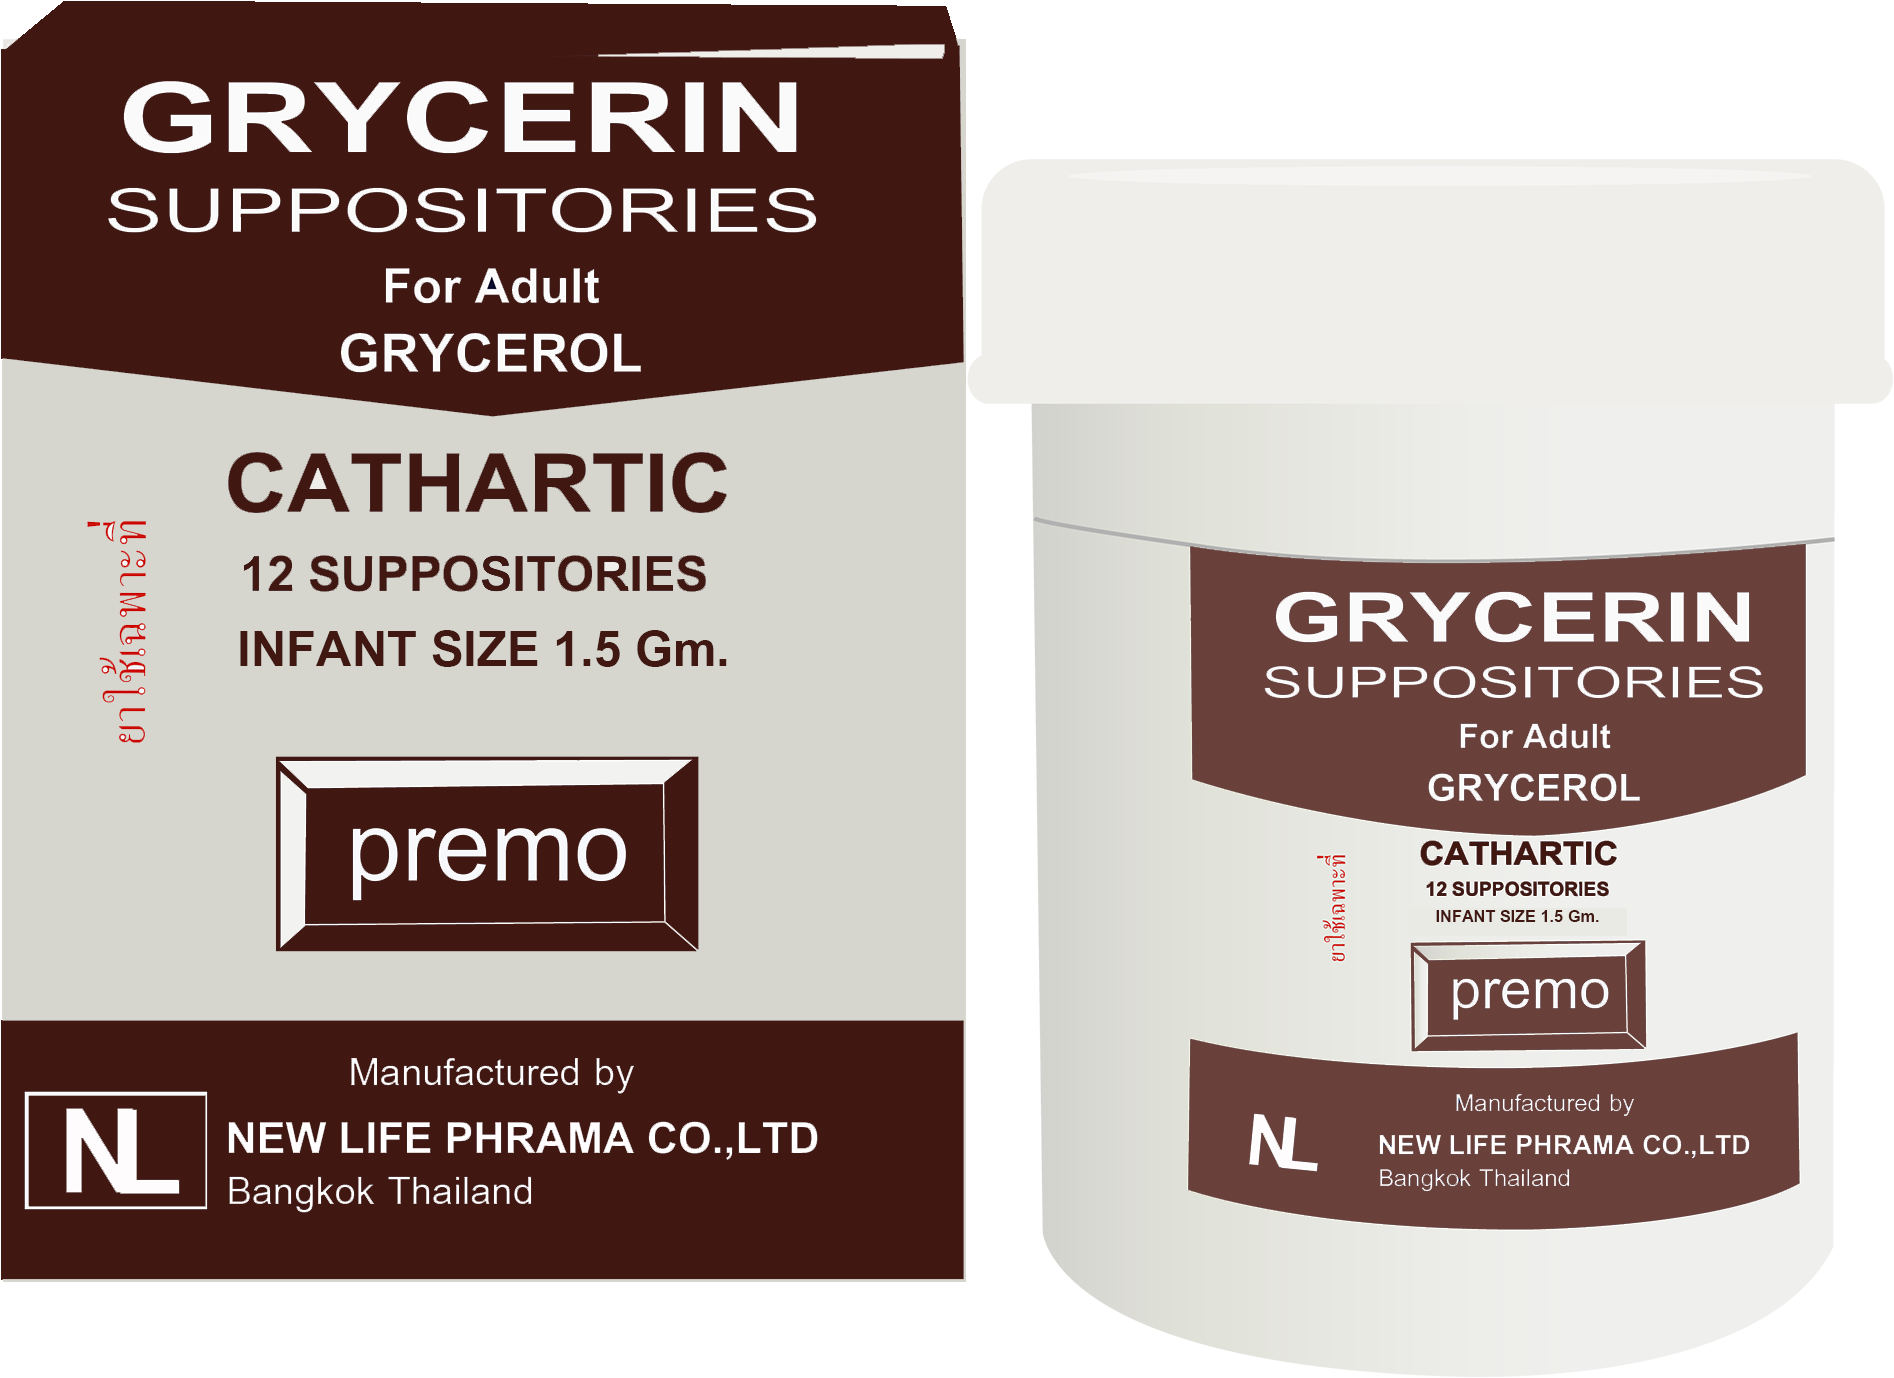 GRYCERIN
SUPPOSITORIES
For Adult
GRYCEROL
CATHARTIC
12 SUPPOSITORIES
INFANT SIZE 1.5 Gm.
ยาใช้เฉพาะที่
premo
Manufactured by
NL
NEW LIFE PHRAMA CO.,LTD
Bangkok Thailand
GRYCERIN
SUPPOSITORIES
For Adult
GRYCEROL
CATHARTIC
12 SUPPOSITORIES
INFANT SIZE 1.5 Gm.
ยาใช้เฉพาะที่
premo
Manufactured by
NL
NEW LIFE PHRAMA CO.,LTD
Bangkok Thailand